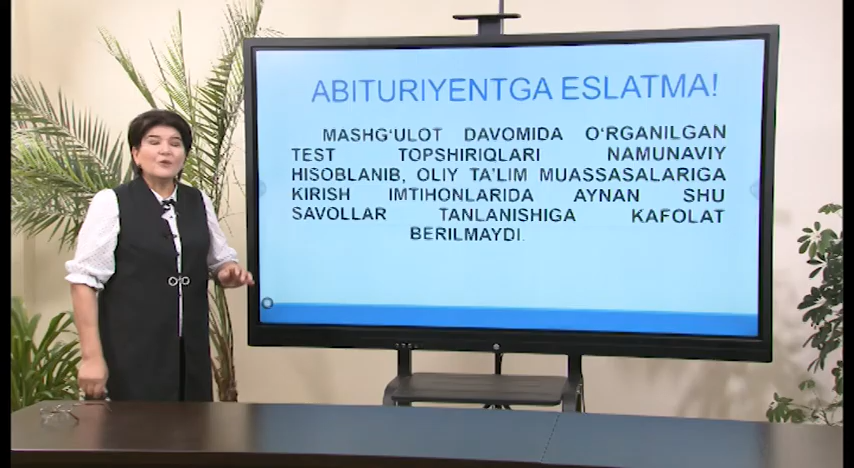 ABITURIYENTGA ESLATMA!
MASHG‘ULOT DAVOMIDA O‘RGANILGAN
TEST TOPSHIRIQLARI NAMUNAVIY
HISOBLANIB, OLIY TA’LIM MUASSASALARIGA
KIRISH IMTIHONLARIDA AYNAN SHU
SAVOLLAR TANLANISHIGA KAFOLAT
BERILMAYDI.